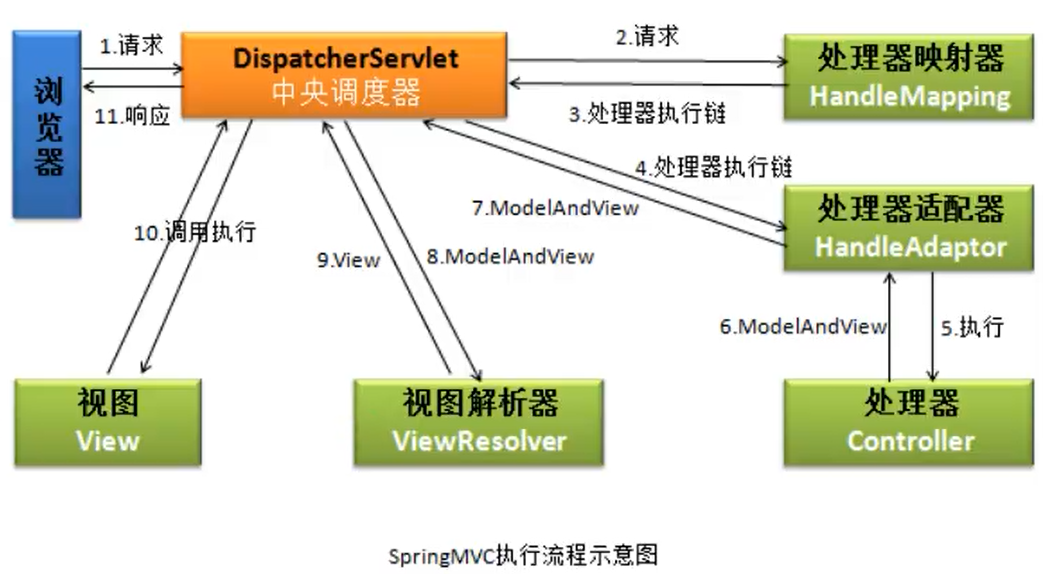 1.请求
DispatcherServlet
中央调度器
2.请求
处理器映射器
HandleMapping
浏览器
11.响应
3.处理器执行链
4.处理器执行链
7.ModelAndView
处理器适配器
HandleAdaptor
10.调用执行
9.View
8.ModelAndView
6.ModelAndView
5.执行
视图
View
视图解析器
ViewResolver
处理器
Controller
SpringMVC执行流程示意图